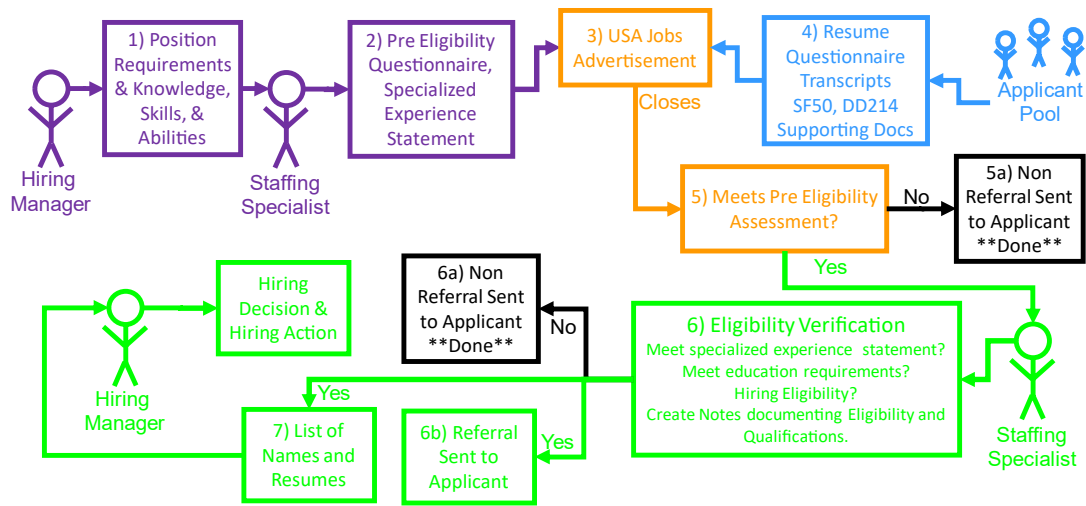 1) Position
Requirements
& Knowledge,
Skills, &
Abilities
Hiring
Manager
Staffing
Specialist
2) Pre Eligibility
Questionnaire,
Specialized
Experience
Statement
3) USA Jobs
Advertisement
Closes
4) Resume
Questionnaire
Transcripts
SF50, DD214
Supporting Docs
Applicant
Pool
5) Meets Pre Eligibility
Assessment?
No
5a) Non
Referral Sent
to Applicant
**Done**
Yes
Staffing
Specialist
6) Eligibility Verification
Meet specialized experience statement?
Meet education requirements?
Hiring Eligibility?
Create Notes documenting Eligibility and
Qualifications.
No
6a) Non
Referral Sent
to Applicant
**Done**
Yes
6b) Referral
Sent to
Applicant
Yes
7) List of
Names and
Resumes
Hiring
Manager
Hiring
Decision &
Hiring Action